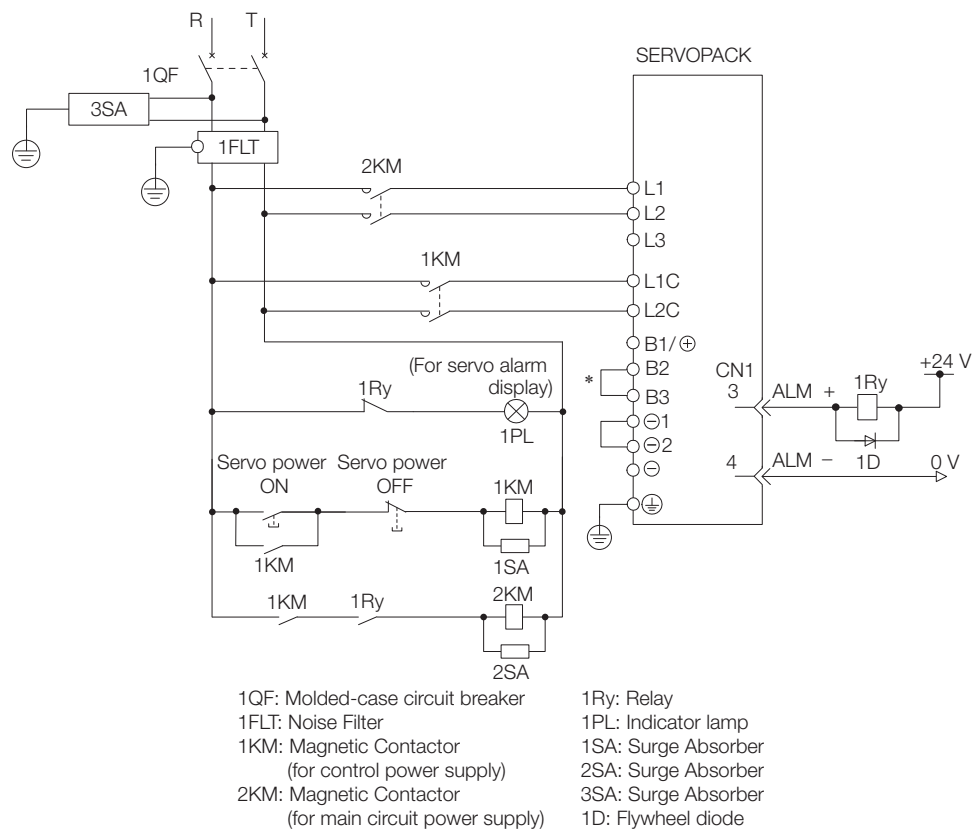 R T
SERVOPACK
1QF
3SA
1FLT
2KM
L1
L2
L3
1KM
L1C
L2C
B1/⊕
(For servo alarm
display)
B2
CN1
+24 V
1Ry
*
B3
3
ALM +
1Ry
1PL
⊖1
⊖2
1D
Servo power
ON
Servo power
OFF
⊖
4
ALM −
0 V
1KM
1KM
1SA
1KM
1Ry
2KM
2SA
1QF: Molded-case circuit breaker
1FLT: Noise Filter
1KM: Magnetic Contactor
(for control power supply)
2KM: Magnetic Contactor
(for main circuit power supply)
1Ry: Relay
1PL: Indicator lamp
1SA: Surge Absorber
2SA: Surge Absorber
3SA: Surge Absorber
1D: Flywheel diode